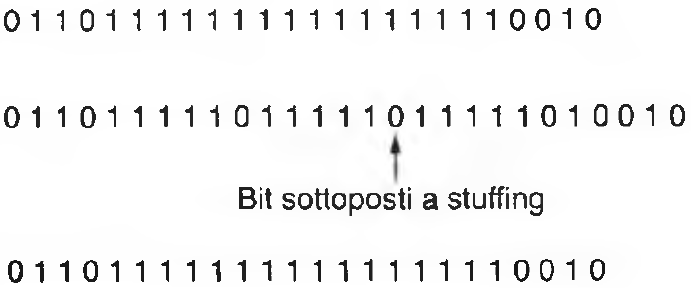 0 1 1 0 1 1 1 1 1 1 1 1 1 1 1 1 1 1 1 1 0 0 1 0
0 1 1 0 1 1 1 1 1 0 1 1 1 1 1 0 1 1 1 1 1 0 1 0 0 1 0
Bit sottoposti a stuffing
0 1 1 0 1 1 1 1 1 1 1 1 1 1 1 1 1 1 1 1 0 0 1 0